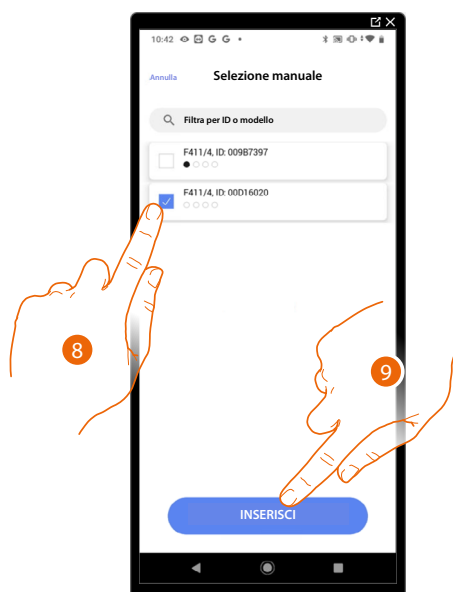 10:42 G G
Annulla Selezione manuale
Filtra per ID o modello
F411/4, ID: 009B7397
F411/4, ID: 00D16020
8
9
INSERISCI